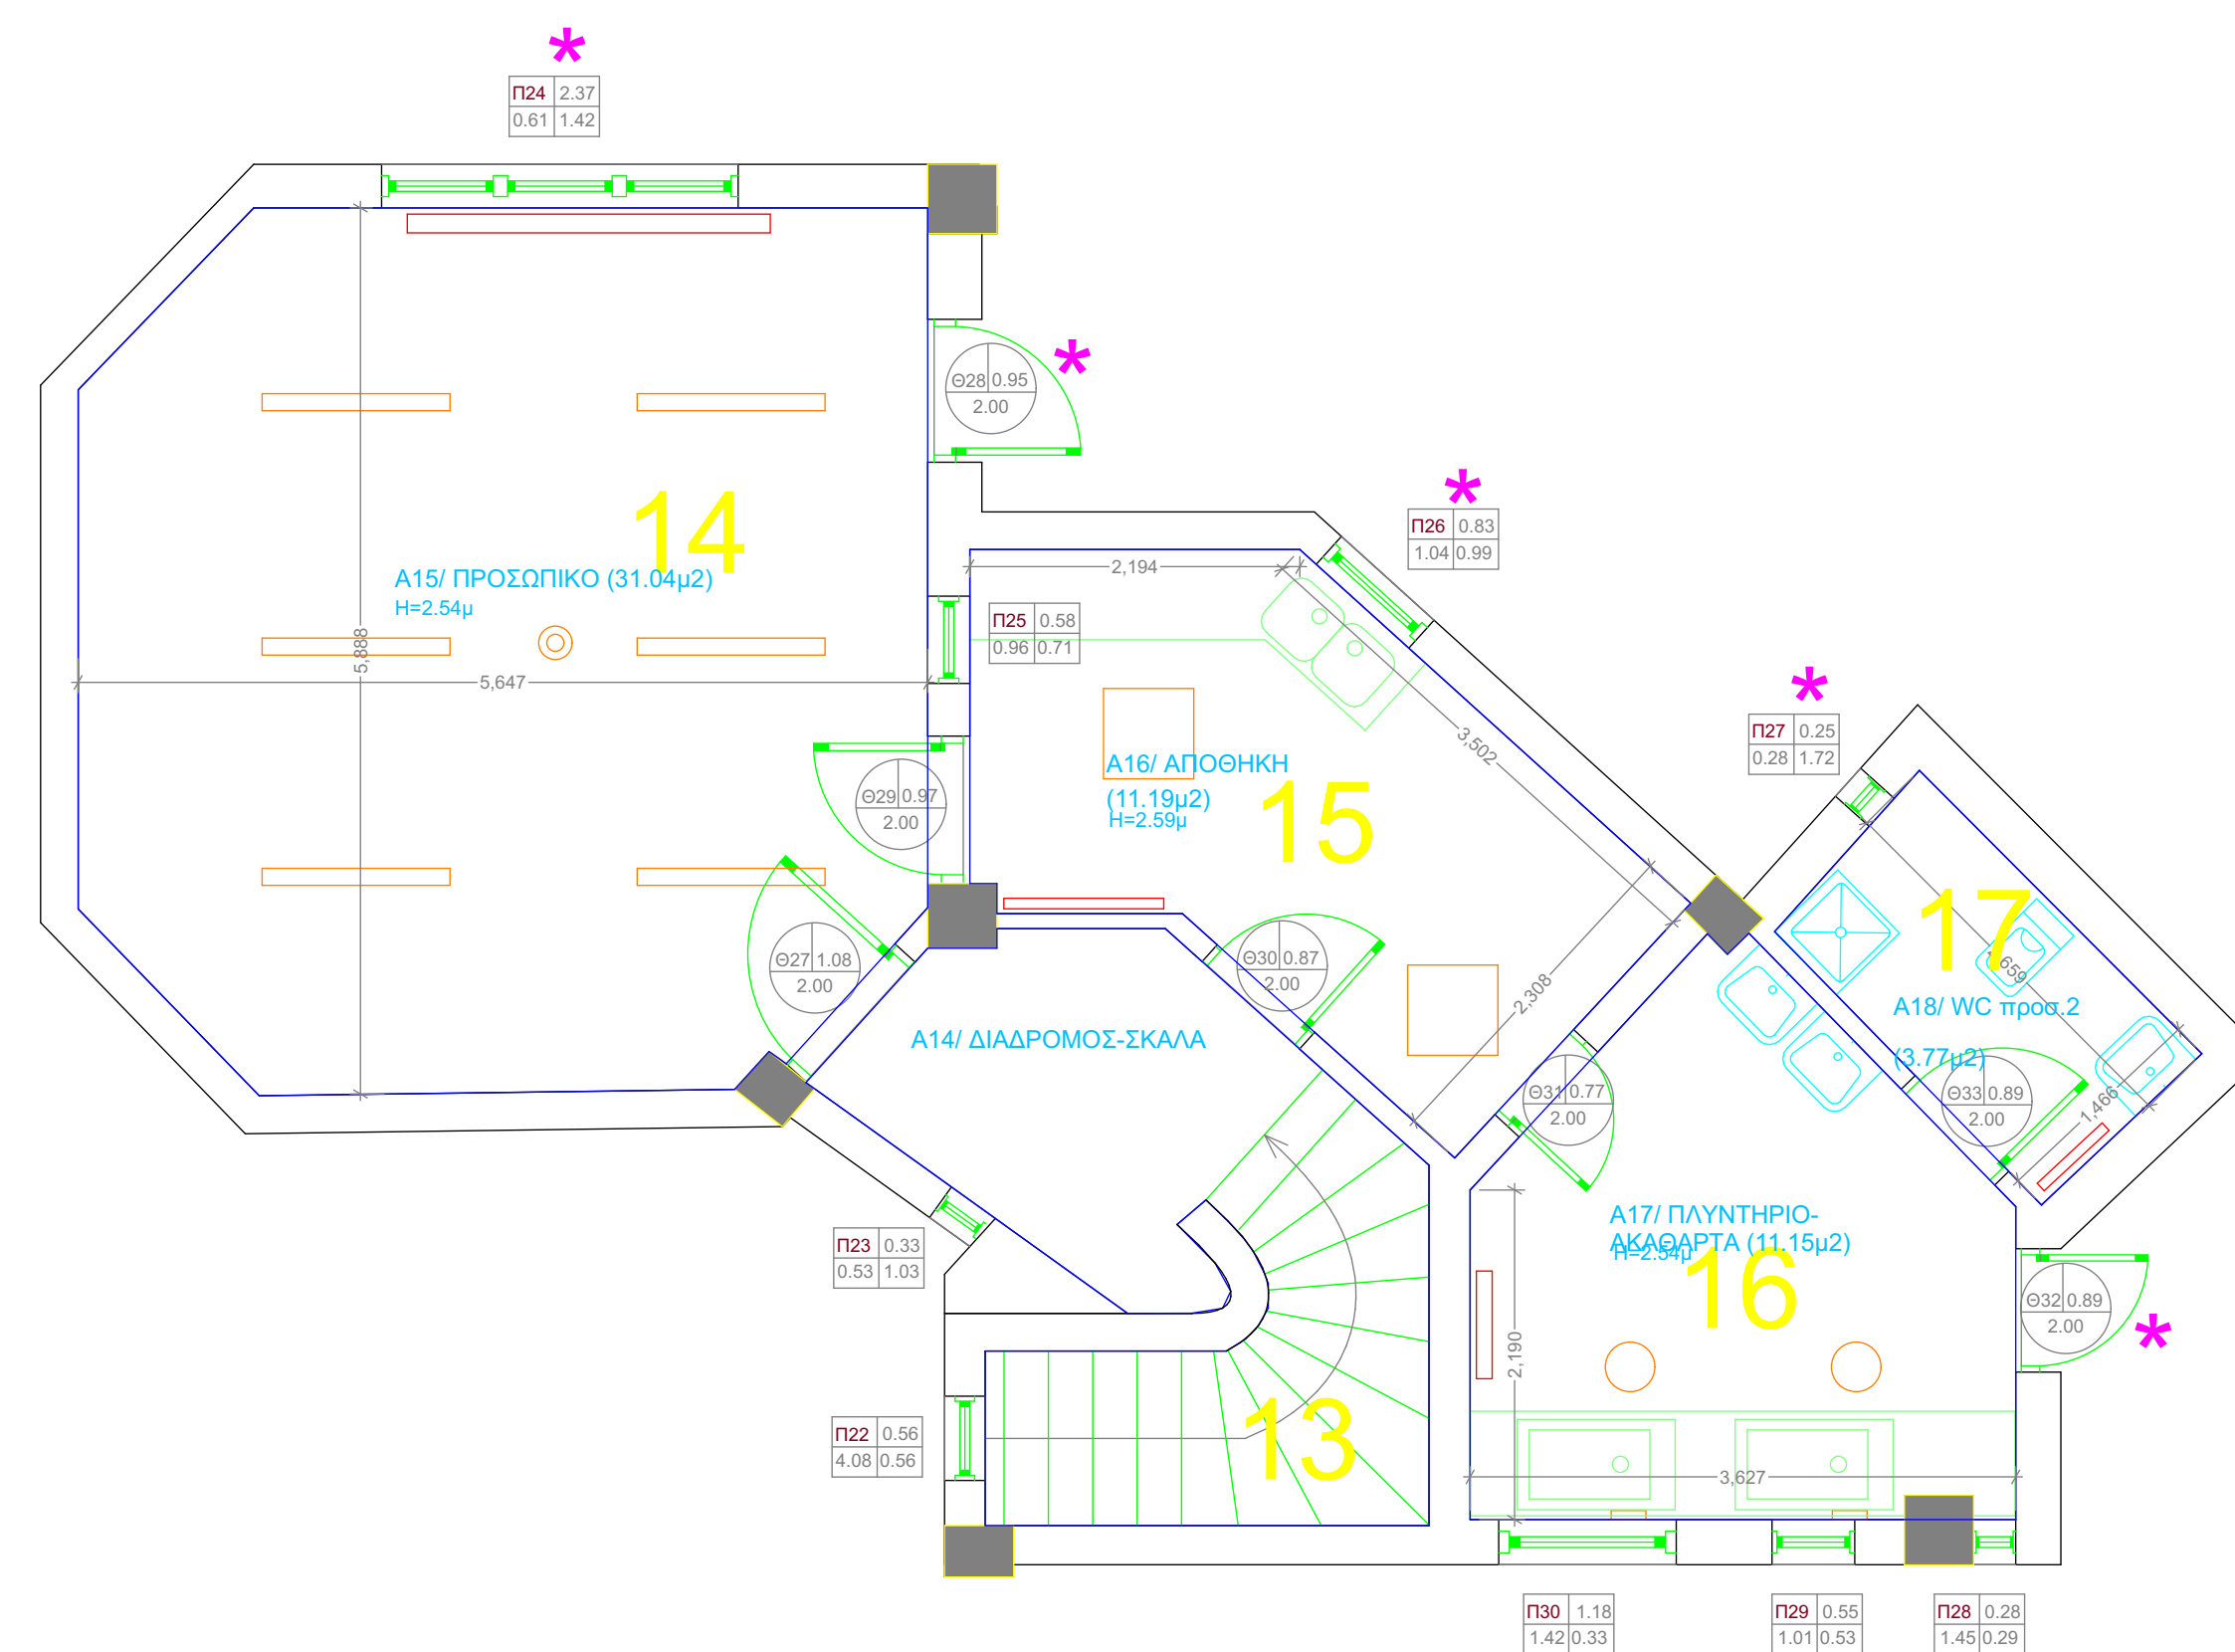 *
Π24 2.37
0.61 1.42
Θ28 0.95
2.00
*
*
Π26 0.83
1.04 0.99
14
Α15/ ΠΡΟΣΩΠΙΚΟ (31.04μ2)
Η=2.54μ
5,888
5,647
2,194
Π25 0.58
0.96 0.71
3,502
*
Π27 0.25
0.28 1.72
Α16/ ΑΠΟΘΗΚΗ
(11.19μ2)
Η=2.59μ
15
Θ29 0.97
2.00
Θ27 1.08
2.00
Θ30 0.87
2.00
2,308
17
Α18/ WC προσ.2
(3.77μ2)
Α14/ ΔΙΑΔΡΟΜΟΣ-ΣΚΑΛΑ
Θ31 0.77
2.00
Θ33 0.89
2.00
1,466
Α17/ ΠΛΥΝΤΗΡΙΟ-
ΑΚΑΘΑΡΤΑ (11.15μ2)
Η=2.54μ
16
Π23 0.33
0.53 1.03
Θ32 0.89
2.00
*
2,190
Π22 0.56
4.08 0.56
13
3,627
Π30 1.18
1.42 0.33
Π29 0.55
1.01 0.53
Π28 0.28
1.45 0.29